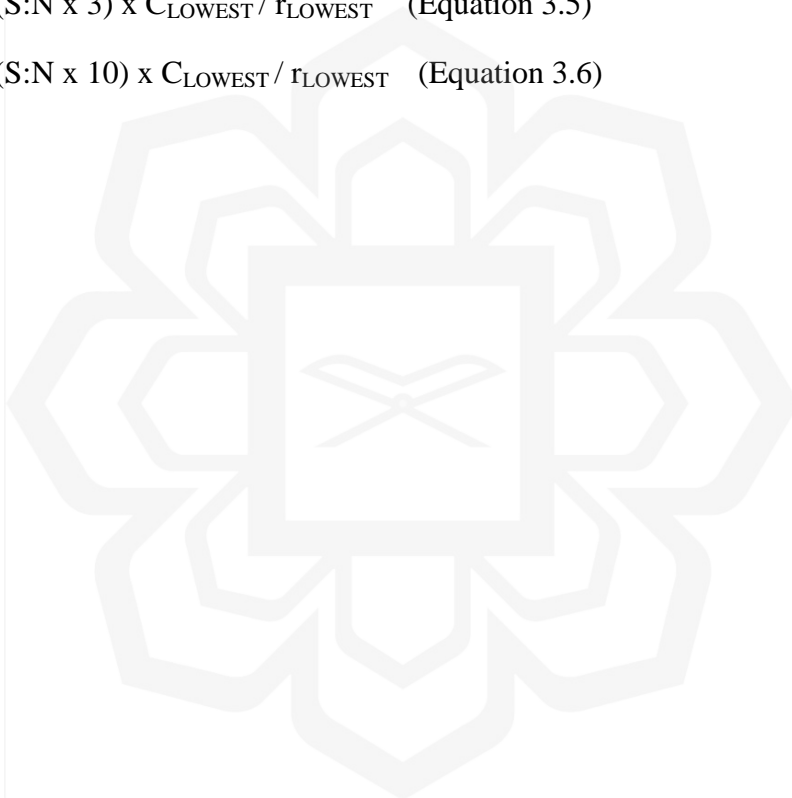 (S:N x 3) x CLOWEST / rLOWEST (Equation 3.5)
(S:N x 10) x CLOWEST / rLOWEST (Equation 3.6)